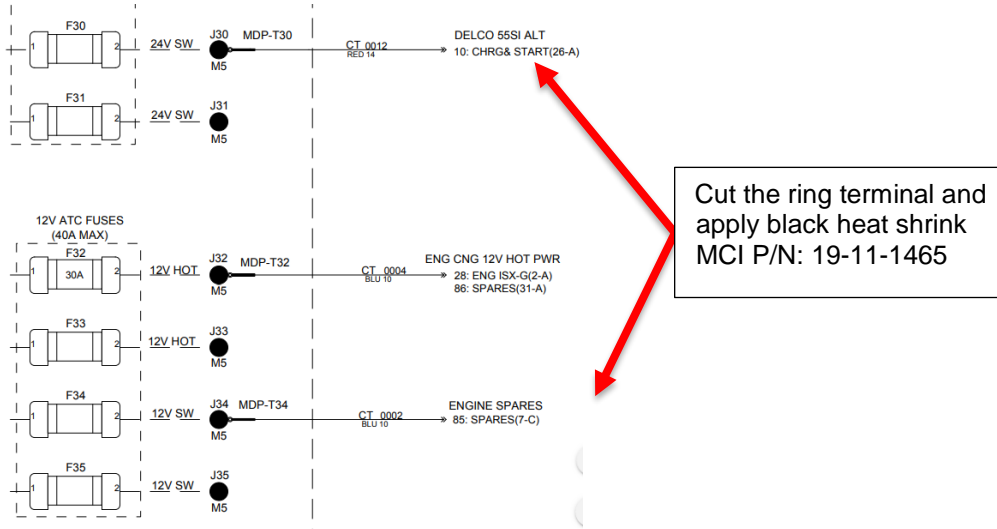 F30
1 2 24V SW J30 MDP-T30 CT 0012 DELCO 55SI ALT
M5 RED 14 10: CHRG& START(26-A)
F31
1 2 24V SW J31
M5
12V ATC FUSES
(40A MAX)
F32
1 30A 2 12V HOT J32 MDP-T32 CT 0004 ENG CNG 12V HOT PWR
M5 BLU 10 28: ENG ISX-G(2-A)
86: SPARES(31-A)
F33
1 2 12V HOT J33
M5
F34
1 2 12V SW J34 MDP-T34 CT 0002 ENGINE SPARES
M5 BLU 10 85: SPARES(7-C)
F35
1 2 12V SW J35
M5
Cut the ring terminal and
apply black heat shrink
MCI P/N: 19-11-1465